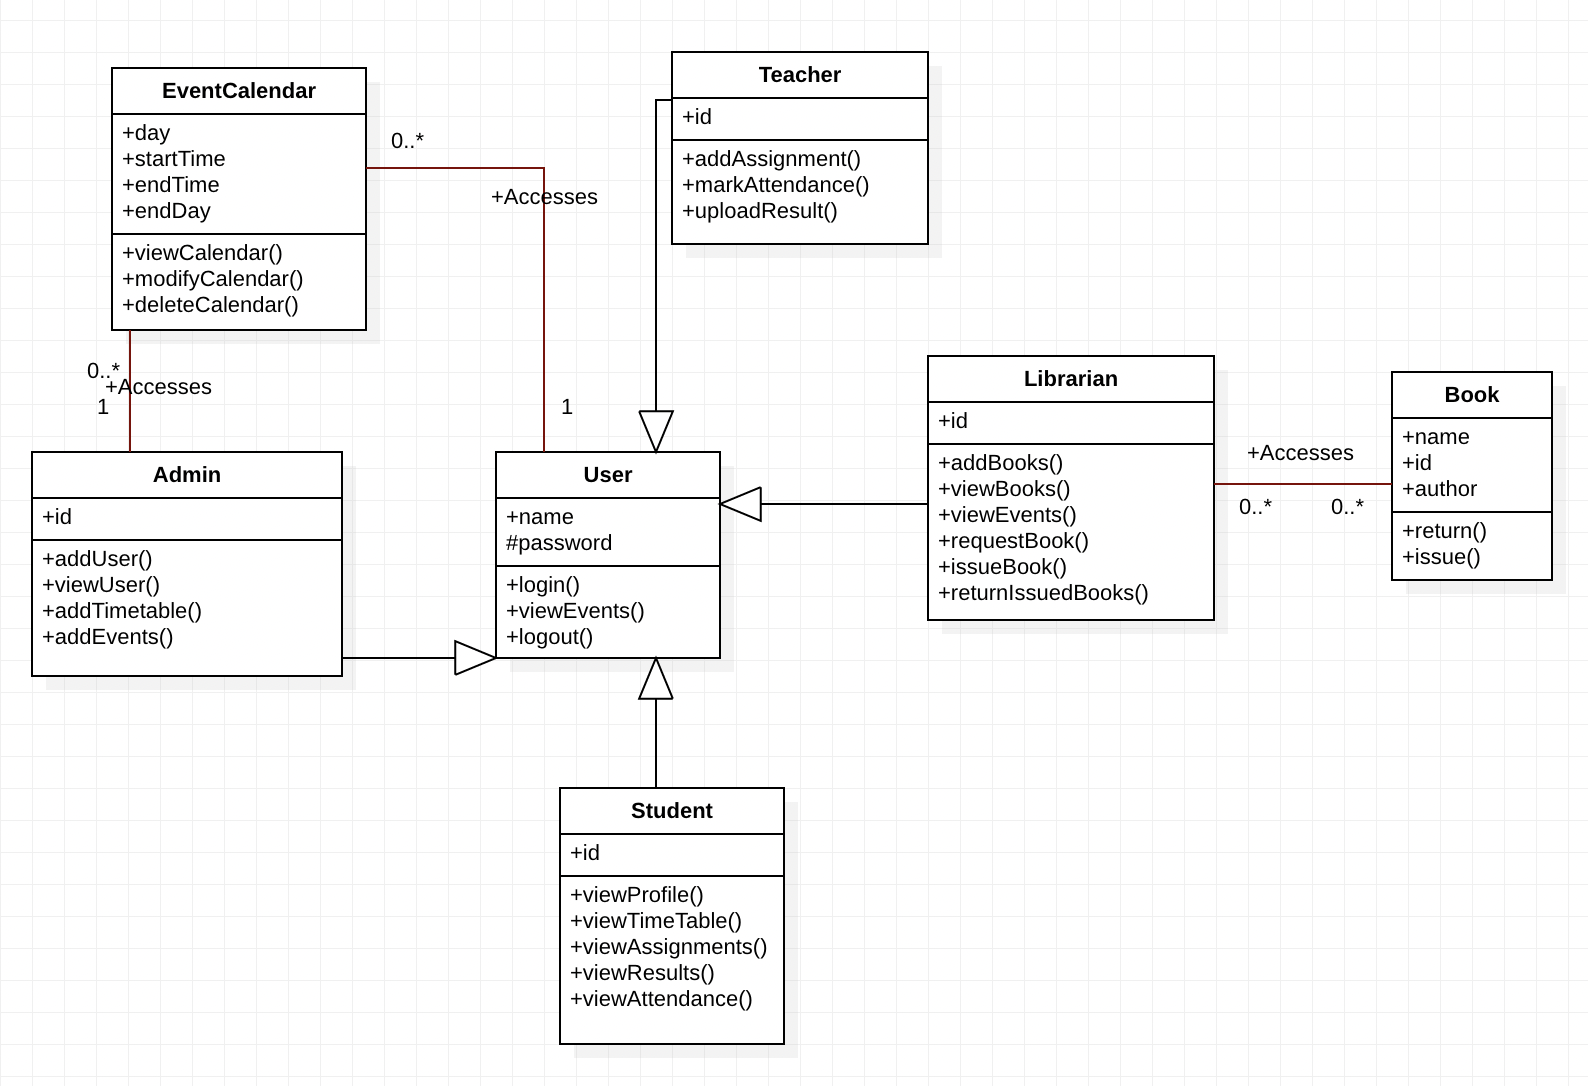 EventCalendar
+day
+startTime
+endTime
+endDay
+viewCalendar()
+modifyCalendar()
+deleteCalendar()
0..*
+Accesses
Teacher
+id
+addAssignment()
+markAttendance()
+uploadResult()
0..*
+Accesses
1
1
Admin
+id
+addUser()
+viewUser()
+addTimetable()
+addEvents()
User
+name
#password
+login()
+viewEvents()
+logout()
Librarian
+id
+addBooks()
+viewBooks()
+viewEvents()
+requestBook()
+issueBook()
+returnIssuedBooks()
+Accesses
0..*
0..*
Book
+name
+id
+author
+return()
+issue()
Student
+id
+viewProfile()
+viewTimeTable()
+viewAssignments()
+viewResults()
+viewAttendance()